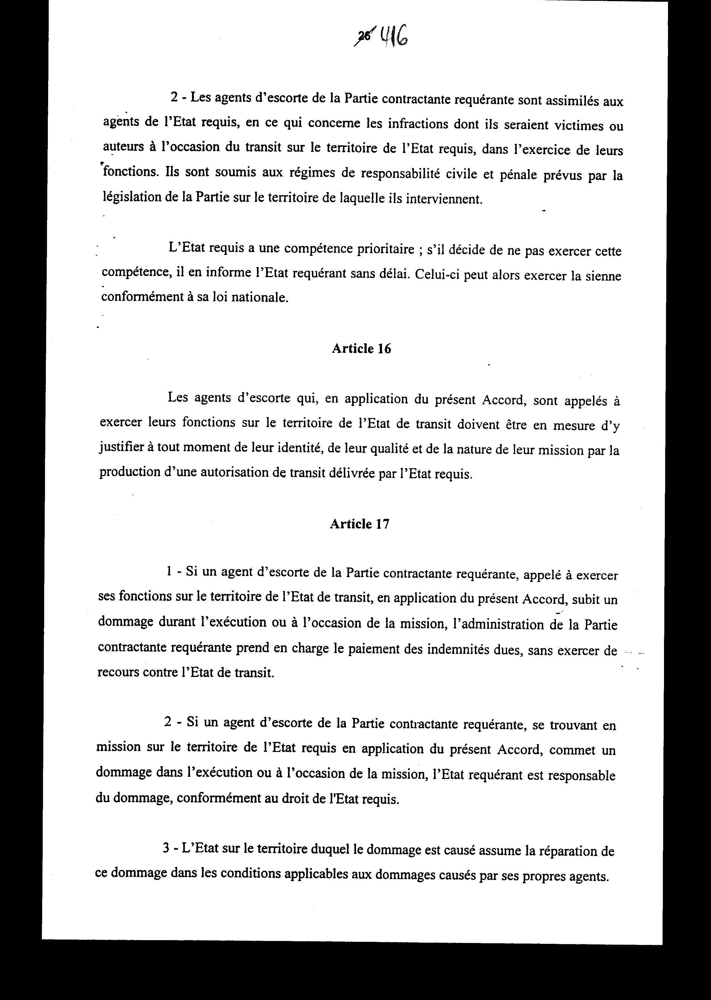 26 416
2 - Les agents d'escorte de la Partie contractante requérante sont assimilés aux
agents de l'Etat requis, en ce qui concerne les infractions dont ils seraient victimes ou
auteurs à l'occasion du transit sur le territoire de l'Etat requis, dans l'exercice de leurs
fonctions. Ils sont soumis aux régimes de responsabilité civile et pénale prévus par la
législation de la Partie sur le territoire de laquelle ils interviennent.
L'Etat requis a une compétence prioritaire ; s'il décide de ne pas exercer cette
compétence, il en informe l'Etat requérant sans délai. Celui-ci peut alors exercer la sienne
conformément à sa loi nationale.
Article 16
Les agents d'escorte qui, en application du présent Accord, sont appelés à
exercer leurs fonctions sur le territoire de l'Etat de transit doivent être en mesure d'y
justifier à tout moment de leur identité, de leur qualité et de la nature de leur mission par la
production d'une autorisation de transit délivrée par l'Etat requis.
Article 17
1 - Si un agent d'escorte de la Partie contractante requérante, appelé à exercer
ses fonctions sur le territoire de l'Etat de transit, en application du présent Accord, subit un
dommage durant l'exécution ou à l'occasion de la mission, l'administration de la Partie
contractante requérante prend en charge le paiement des indemnités dues, sans exercer de
recours contre l'Etat de transit.
2 - Si un agent d'escorte de la Partie contractante requérante, se trouvant en
mission sur le territoire de l'Etat requis en application du présent Accord, commet un
dommage dans l'exécution ou à l'occasion de la mission, l'Etat requérant est responsable
du dommage, conformément au droit de l'Etat requis.
3 - L'Etat sur le territoire duquel le dommage est causé assume la réparation de
ce dommage dans les conditions applicables aux dommages causés par ses propres agents.